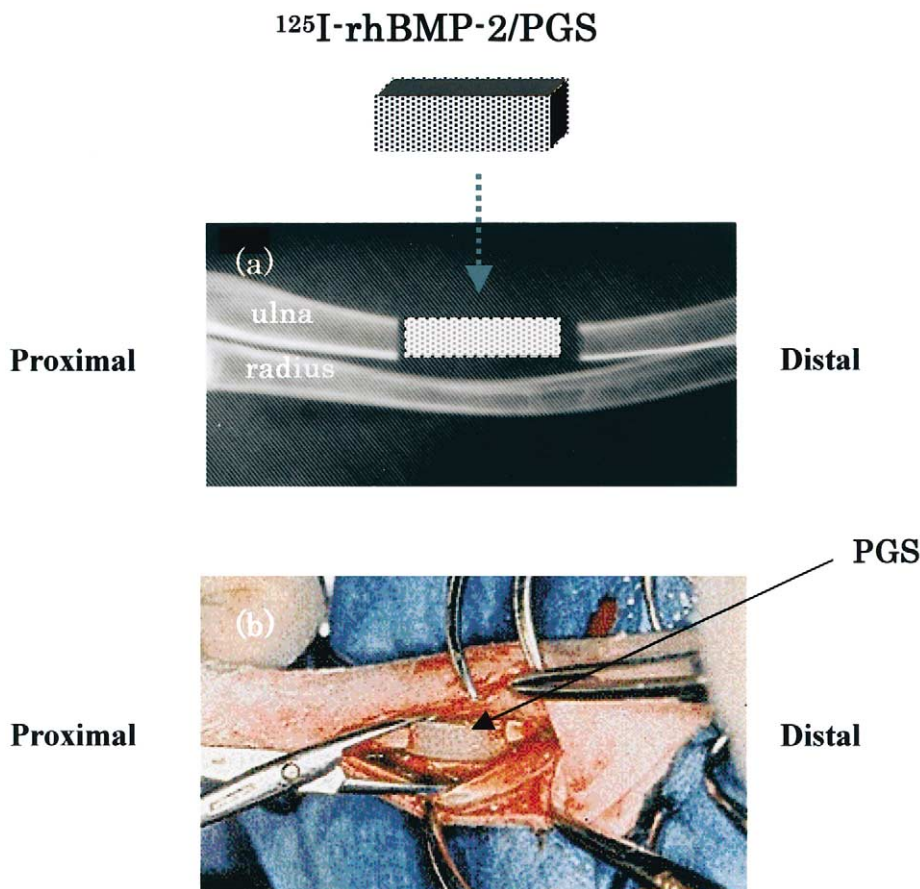 ¹²⁵I-rhBMP-2/PGS
(a)
ulna
radius
Proximal
Distal
PGS
(b)
Proximal
Distal